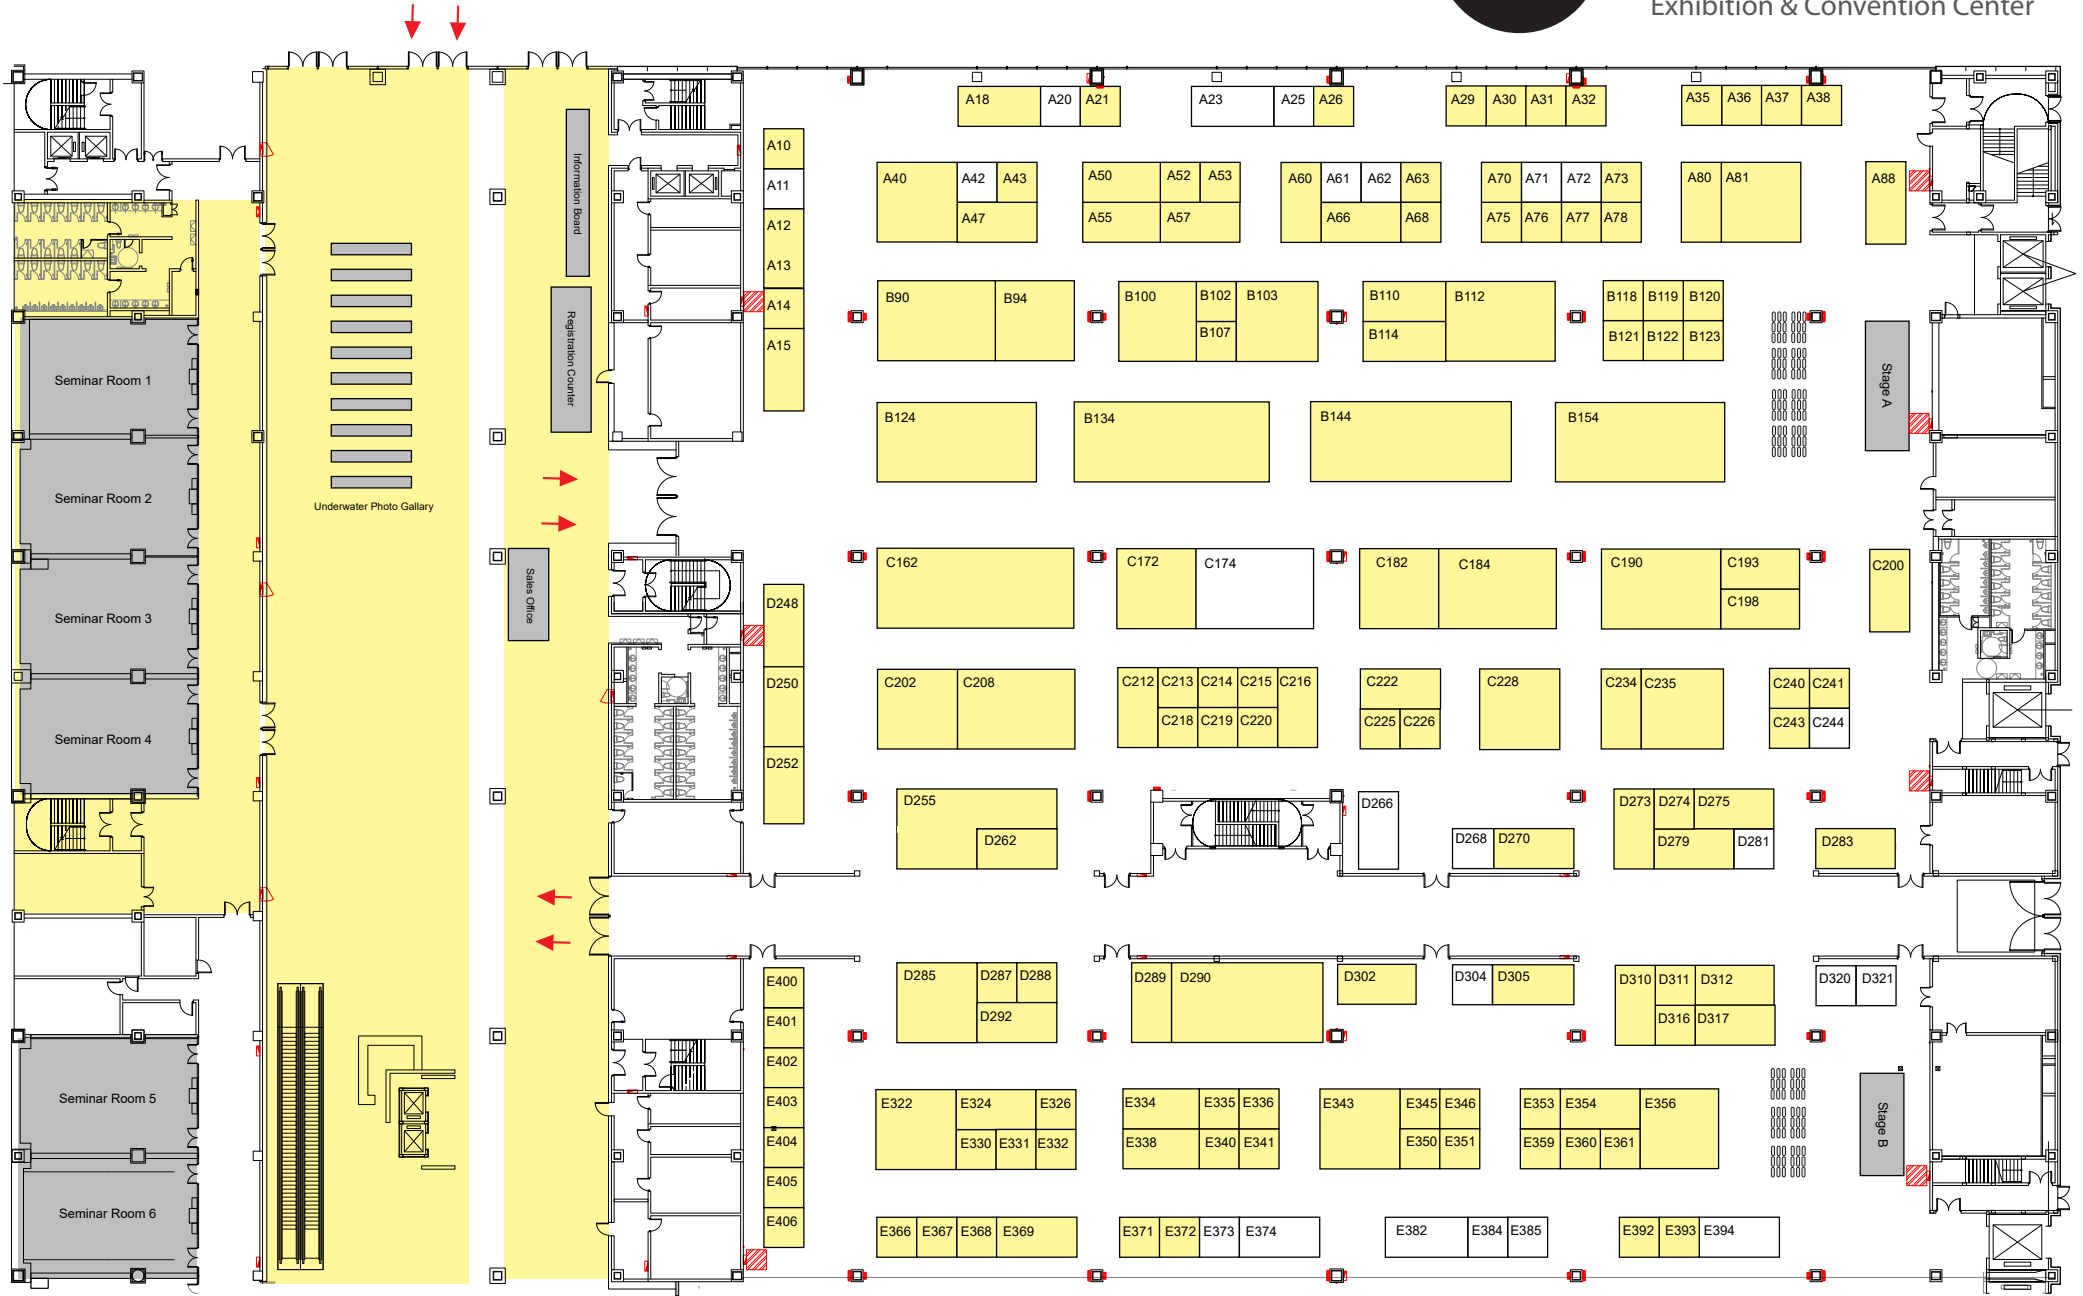 Exhibition & Convention Center
A18 A20 A21 A23 A25 A26 A29 A30 A31 A32 A35 A36 A37 A38
A10
A11
A12
A13
A14
A15
A40 A42 A43 A50 A52 A53 A60 A61 A62 A63 A70 A71 A72 A73 A80 A81 A88
A47 A55 A57 A66 A68 A75 A76 A77 A78
Information Board
Registration Counter
B90 B94 B100 B102 B103 B110 B112 B118 B119 B120
B107 B114 B121 B122 B123
Stage A
Seminar Room 1
B124 B134 B144 B154
Seminar Room 2
Underwater Photo Gallary
Sales Office
C162 C172 C174 C182 C184 C190 C193 C200
C198
Seminar Room 3
D248
D250
D252
C202 C208 C212 C213 C214 C215 C216 C222 C228 C234 C235 C240 C241
C218 C219 C220 C225 C226 C243 C244
Seminar Room 4
D255 D266 D273 D274 D275
D262 D268 D270 D279 D281 D283
D285 D287 D288 D289 D290 D302 D304 D305 D310 D311 D312 D320 D321
D292 D316 D317
E400
E401
E402
E403
E404
E405
E406
Seminar Room 5
E322 E324 E326 E334 E335 E336 E343 E345 E346 E353 E354 E356
E330 E331 E332 E338 E340 E341 E350 E351 E359 E360 E361
Stage B
Seminar Room 6
E366 E367 E368 E369 E371 E372 E373 E374 E382 E384 E385 E392 E393 E394